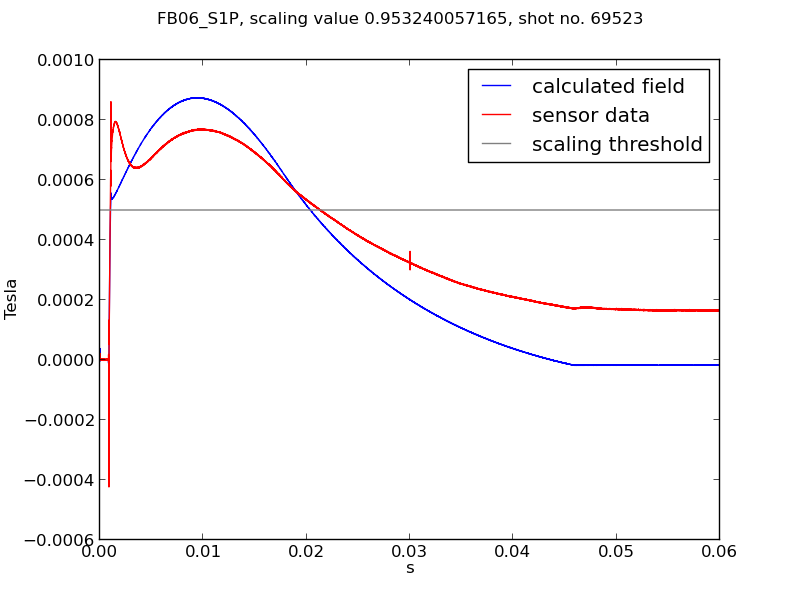 FB06_S1P, scaling value 0.953240057165, shot no. 69523
0.0010
0.0008
0.0006
0.0004
0.0002
0.0000
−0.0002
−0.0004
−0.0006
Tesla
calculated field
sensor data
scaling threshold
0.00
0.01
0.02
0.03
0.04
0.05
0.06
s